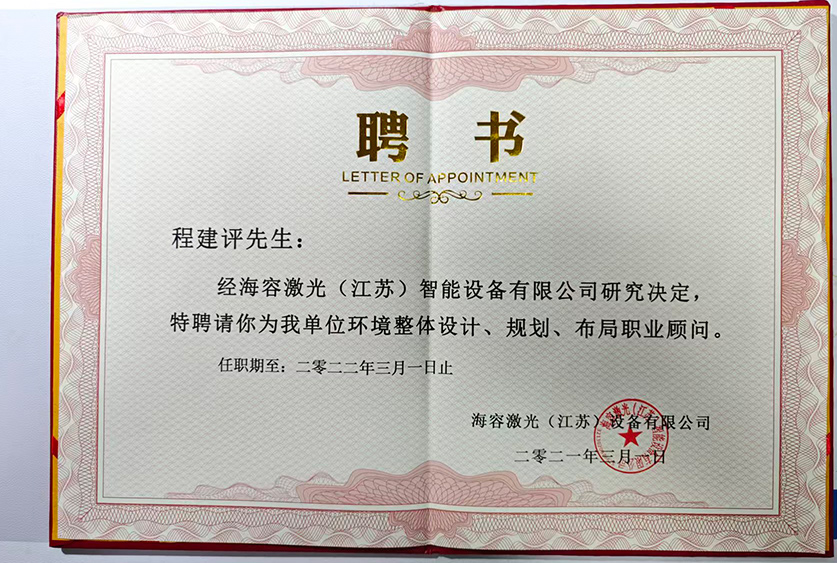 聘 书
LETTER OF APPOINTMENT
程建评先生：
经海容激光（江苏）智能设备有限公司研究决定，
特聘请你为我单位环境整体设计、规划、布局职业顾问。
任职期至：二零二二年三月一日止
海容激光（江苏）设备有限公司
二零二一年三月 日